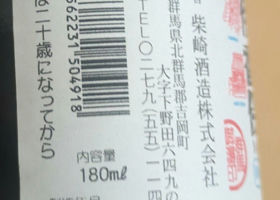 柴崎酒造株式会社
群馬県北群馬郡吉岡町
大字下野田六四九の
TEL〇二七九(五五)一一四
5662231504918
内容量
180mℓ
は二十歳になってから